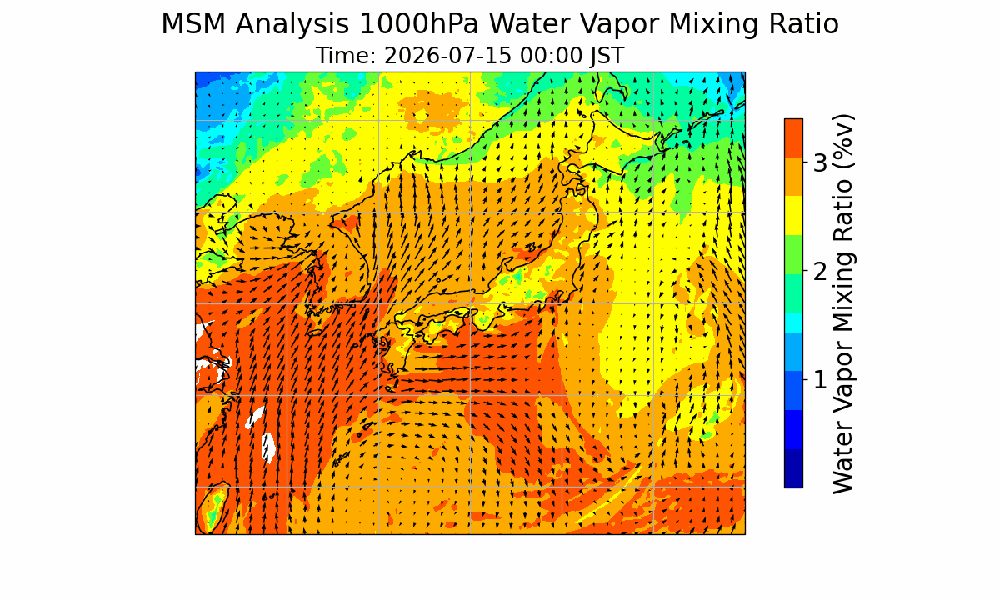 MSM Analysis 1000hPa Water Vapor Mixing Ratio
Time: 2026-07-15 00:00 JST
3
2
1
Water Vapor Mixing Ratio (%v)